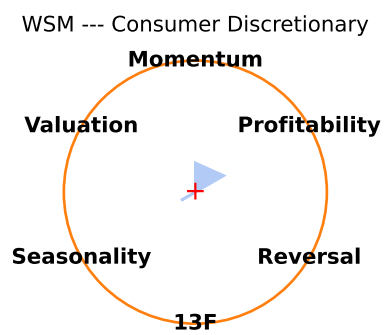 WSM --- Consumer Discretionary
Momentum
Valuation
Profitability
Seasonality
Reversal
13F